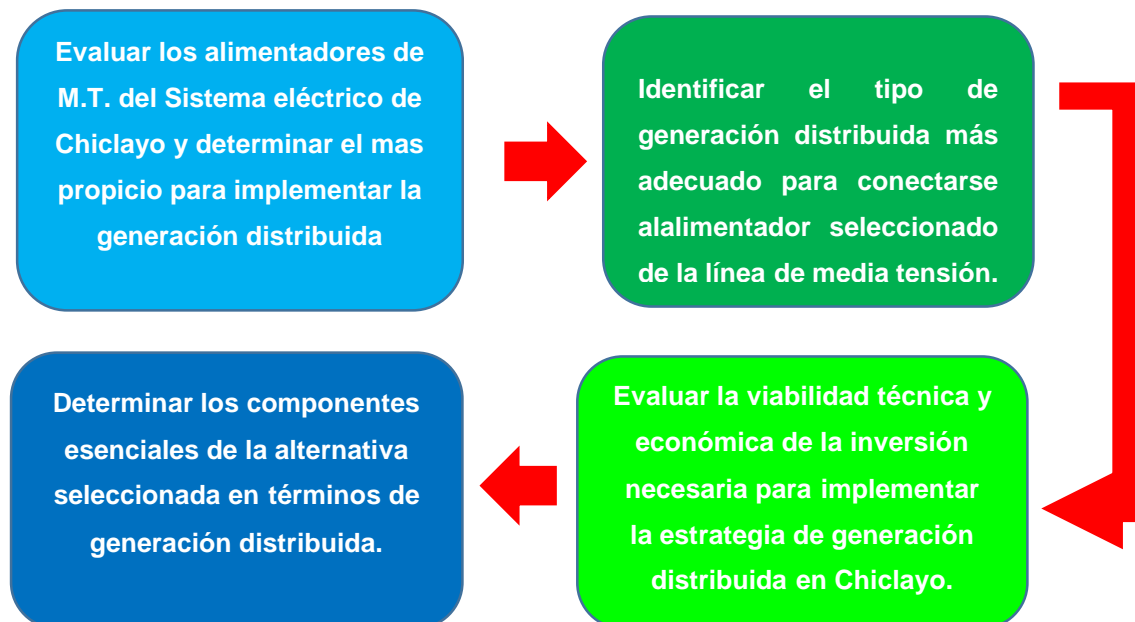 Evaluar los alimentadores de
M.T. del Sistema eléctrico de
Chiclayo y determinar el mas
propicio para implementar la
generación distribuida
Identificar el tipo de
generación distribuida más
adecuado para conectarse
alalimentador seleccionado
de la línea de media tensión.
Evaluar la viabilidad técnica y
económica de la inversión
necesaria para implementar
la estrategia de generación
distribuida en Chiclayo.
Determinar los componentes
esenciales de la alternativa
seleccionada en términos de
generación distribuida.